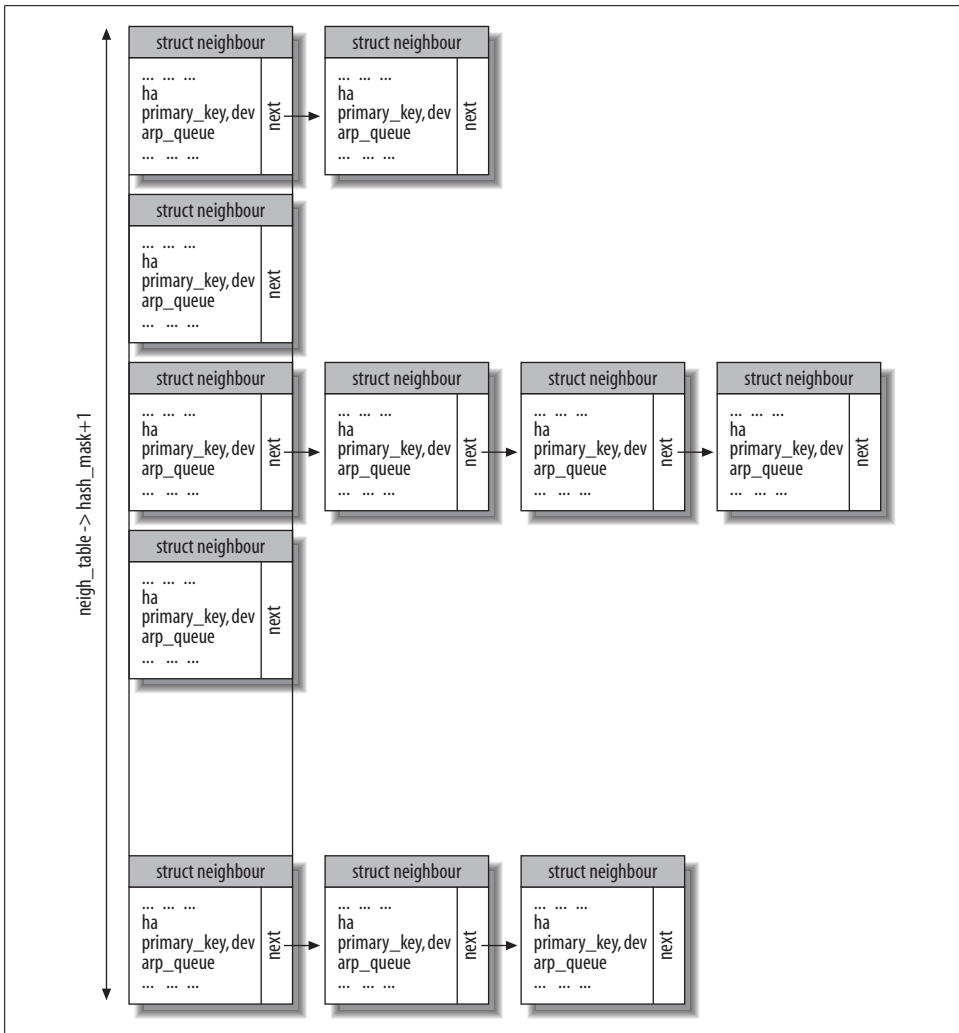 struct neighbour
... ... ...
ha
primary_key, dev
arp_queue
... ... ...
next
struct neighbour
... ... ...
ha
primary_key, dev
arp_queue
... ... ...
next
struct neighbour
... ... ...
ha
primary_key, dev
arp_queue
... ... ...
next
neigh_table -> hash_mask+1
struct neighbour
... ... ...
ha
primary_key, dev
arp_queue
... ... ...
next
struct neighbour
... ... ...
ha
primary_key, dev
arp_queue
... ... ...
next
struct neighbour
... ... ...
ha
primary_key, dev
arp_queue
... ... ...
next
struct neighbour
... ... ...
ha
primary_key, dev
arp_queue
... ... ...
next
struct neighbour
... ... ...
ha
primary_key, dev
arp_queue
... ... ...
next
struct neighbour
... ... ...
ha
primary_key, dev
arp_queue
... ... ...
next
struct neighbour
... ... ...
ha
primary_key, dev
arp_queue
... ... ...
next
struct neighbour
... ... ...
ha
primary_key, dev
arp_queue
... ... ...
next